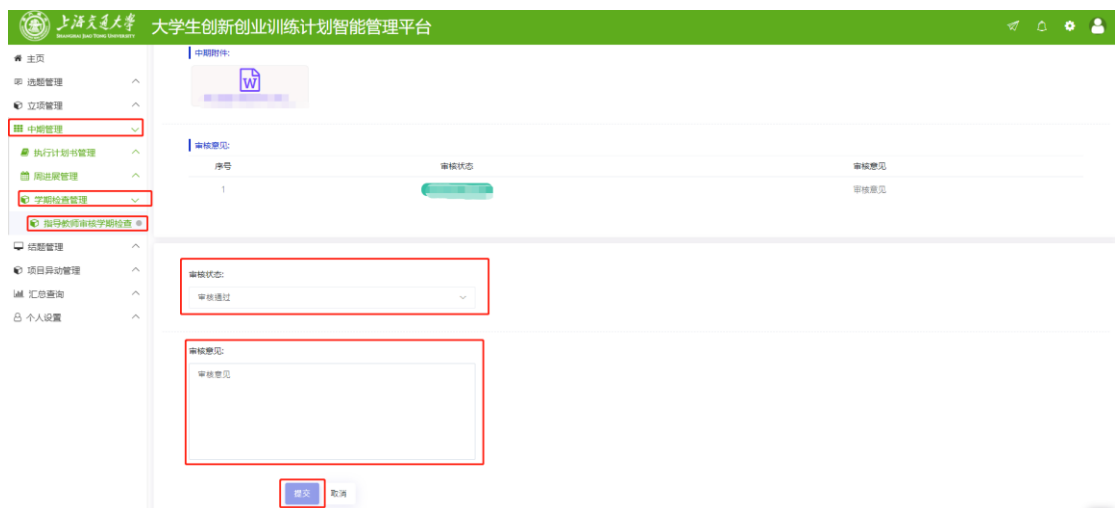 上海交通大学 大学生创新创业训练计划智能管理平台
SHANGHAI JIAO TONG UNIVERSITY
主页
选题管理
立项管理
中期管理
执行计划书管理
周进展管理
学期检查管理
指导教师审核学期检查
结题管理
项目异动管理
汇总查询
个人设置
中期附件:
W
审核意见:
序号 审核状态 审核意见
1 审核意见
审核状态:
审核通过
审核意见:
审核意见
提交 取消